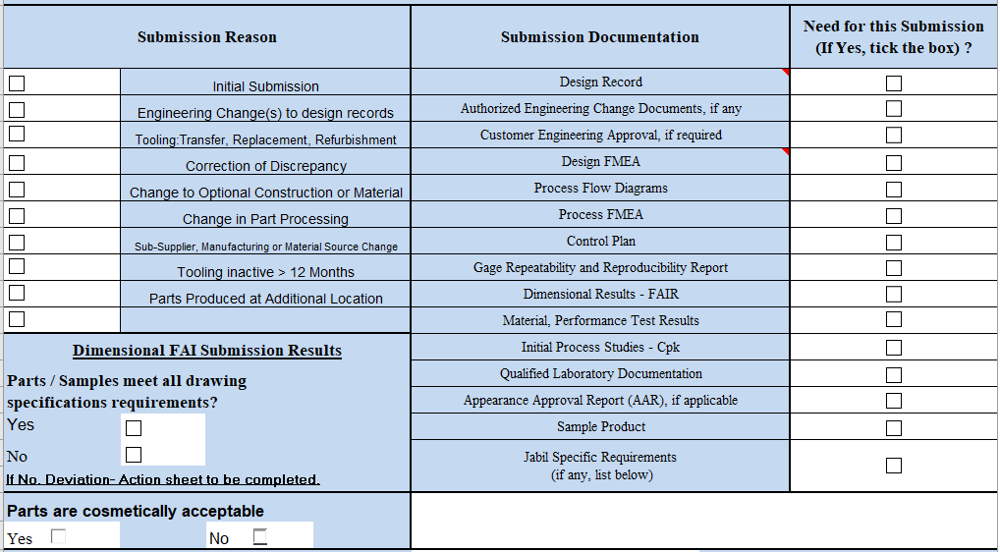 Submission Reason
Submission Documentation
Need for this Submission
(If Yes, tick the box) ?
Initial Submission
Design Record
Engineering Change(s) to design records
Authorized Engineering Change Documents, if any
Tooling:Transfer, Replacement, Refurbishment
Customer Engineering Approval, if required
Correction of Discrepancy
Design FMEA
Change to Optional Construction or Material
Process Flow Diagrams
Change in Part Processing
Process FMEA
Sub-Supplier, Manufacturing or Material Source Change
Control Plan
Tooling inactive > 12 Months
Gage Repeatability and Reproducibility Report
Parts Produced at Additional Location
Dimensional Results - FAIR
Material, Performance Test Results
Dimensional FAI Submission Results
Initial Process Studies - Cpk
Parts / Samples meet all drawing
specifications requirements?
Qualified Laboratory Documentation
Appearance Approval Report (AAR), if applicable
Yes
Sample Product
No
Jabil Specific Requirements
(if any, list below)
If No, Deviation- Action sheet to be completed.
Parts are cosmetically acceptable
Yes
No